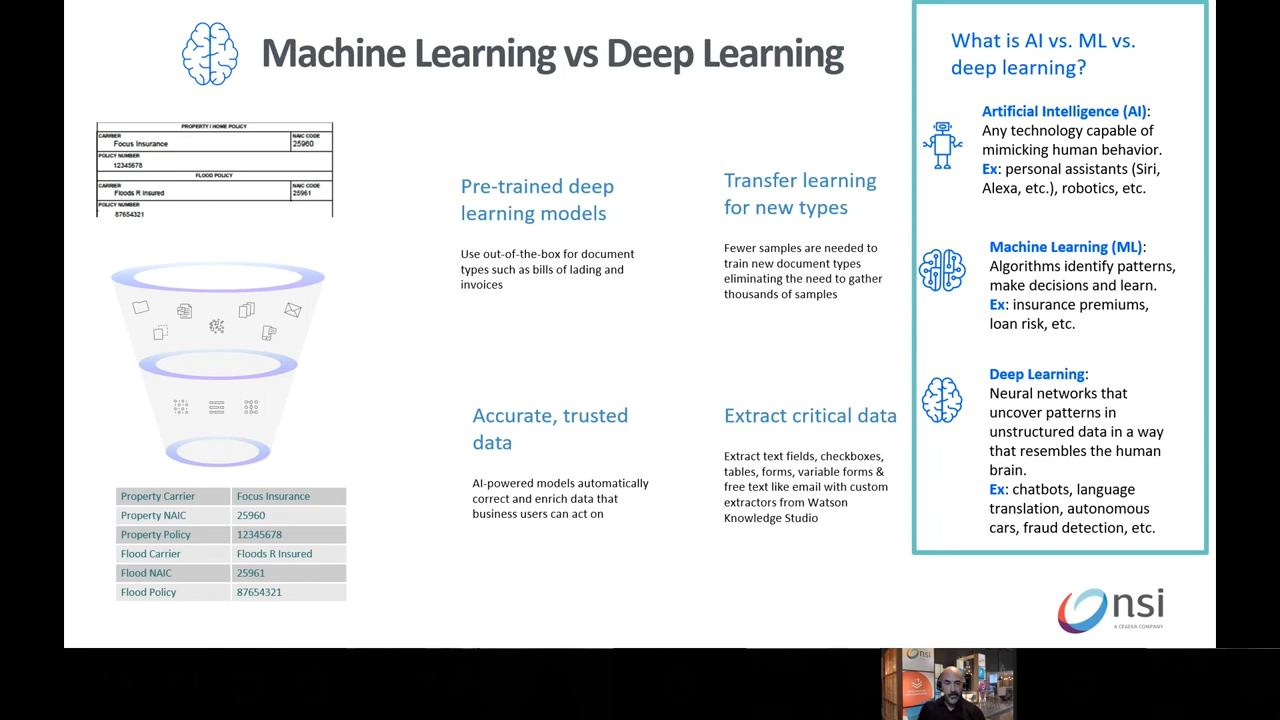 Machine Learning vs Deep Learning
PROPERTY / HOME POLICY
CARRIER
NAIC CODE
Focus Insurance
25960
POLICY NUMBER
12345678
FLOOD POLICY
CARRIER
NAIC CODE
Floods R Insured
25961
POLICY NUMBER
87654321
Property Carrier Focus Insurance
Property NAIC 25960
Property Policy 12345678
Flood Carrier Floods R Insured
Flood NAIC 25961
Flood Policy 87654321
Pre-trained deep
learning models
Use out-of-the-box for document
types such as bills of lading and
invoices
Transfer learning
for new types
Fewer samples are needed to
train new document types
eliminating the need to gather
thousands of samples
Accurate, trusted
data
AI-powered models automatically
correct and enrich data that
business users can act on
Extract critical data
Extract text fields, checkboxes,
tables, forms, variable forms &
free text like email with custom
extractors from Watson
Knowledge Studio
What is AI vs. ML vs.
deep learning?
Artificial Intelligence (AI):
Any technology capable of
mimicking human behavior.
Ex: personal assistants (Siri,
Alexa, etc.), robotics, etc.
Machine Learning (ML):
Algorithms identify patterns,
make decisions and learn.
Ex: insurance premiums,
loan risk, etc.
Deep Learning:
Neural networks that
uncover patterns in
unstructured data in a way
that resembles the human
brain.
Ex: chatbots, language
translation, autonomous
cars, fraud detection, etc.
nsi
A CEGEKA COMPANY
nsi